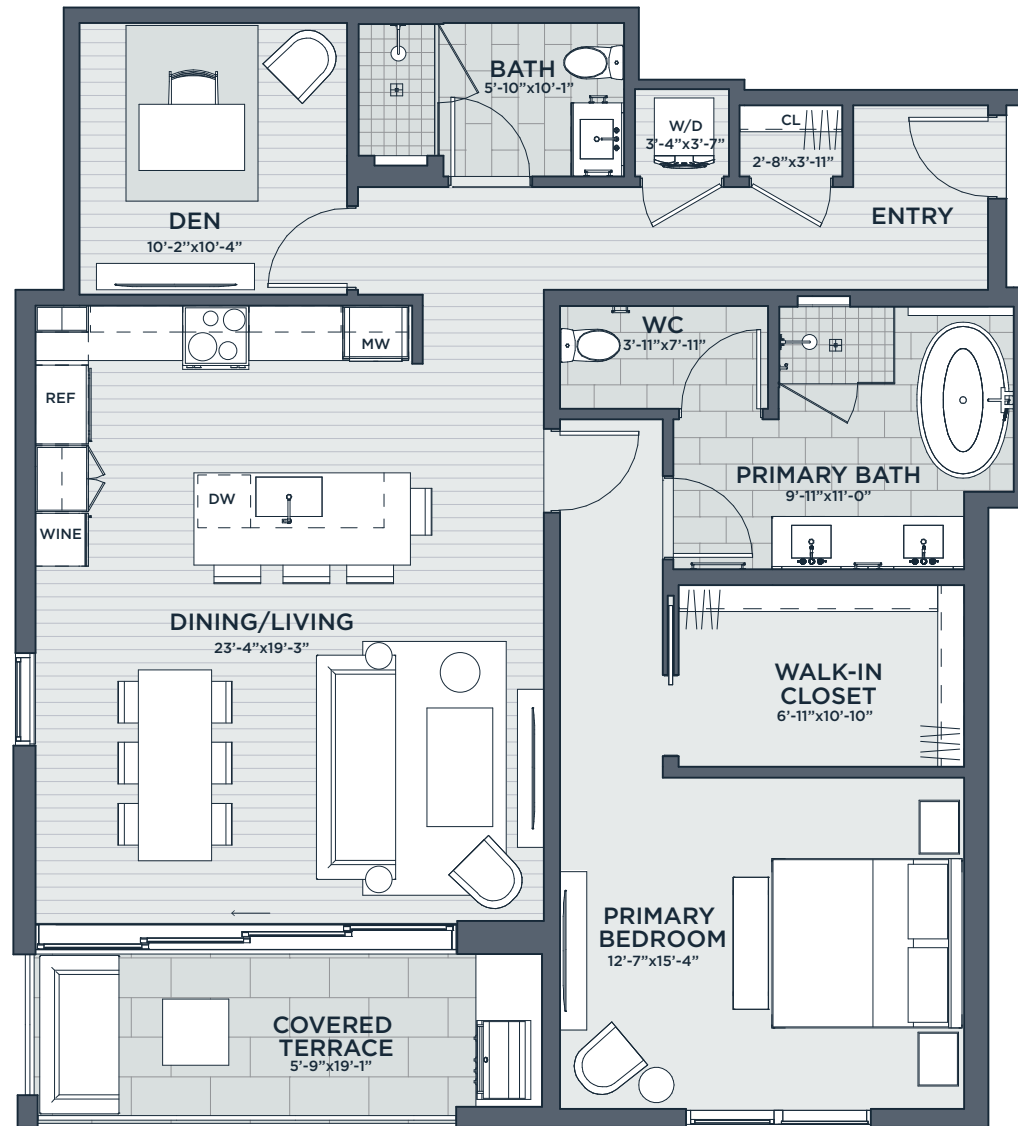 BATH
5’-10”x10’-1”
W/D
3’-4”x3’-7”
CL
2’-8”x3’-11”
DEN
10’-2”x10’-4”
ENTRY
MW
WC
3’-11”x7’-11”
REF
DW
WINE
PRIMARY BATH
9’-11”x11’-0”
DINING/LIVING
23’-4”x19’-3”
WALK-IN
CLOSET
6’-11”x10’-10”
PRIMARY
BEDROOM
12’-7”x15’-4”
COVERED
TERRACE
5’-9”x19’-1”